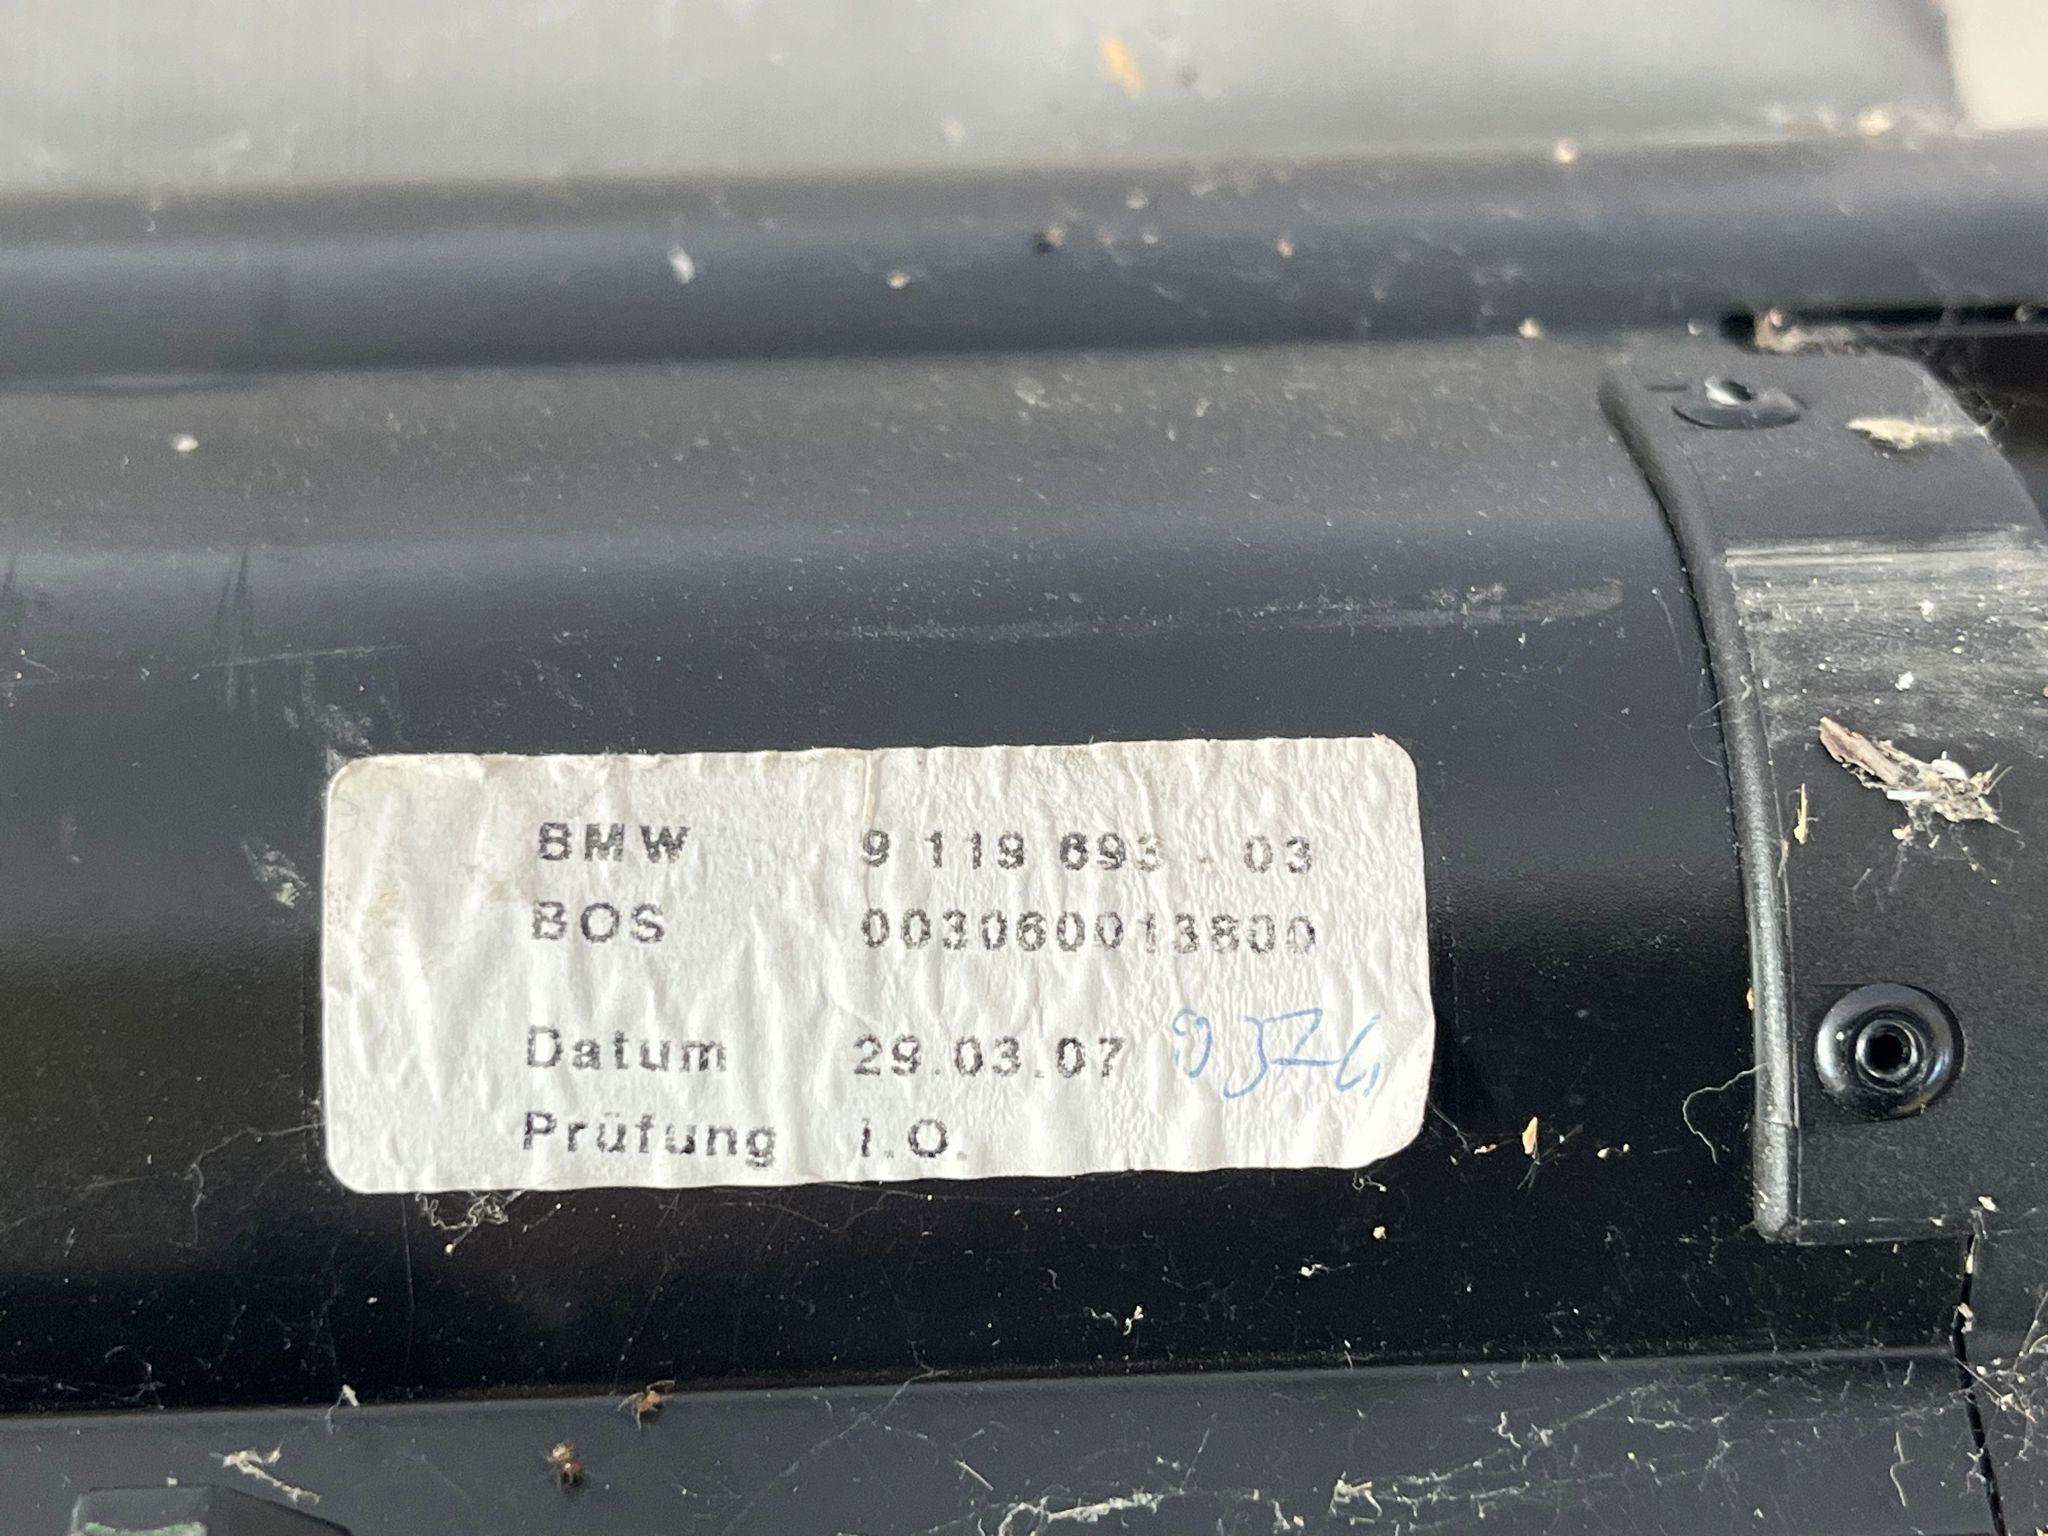 BMW 9 119 693 - 03
BOS 003060013800
Datum 29.03.07
Prüfung i.O.